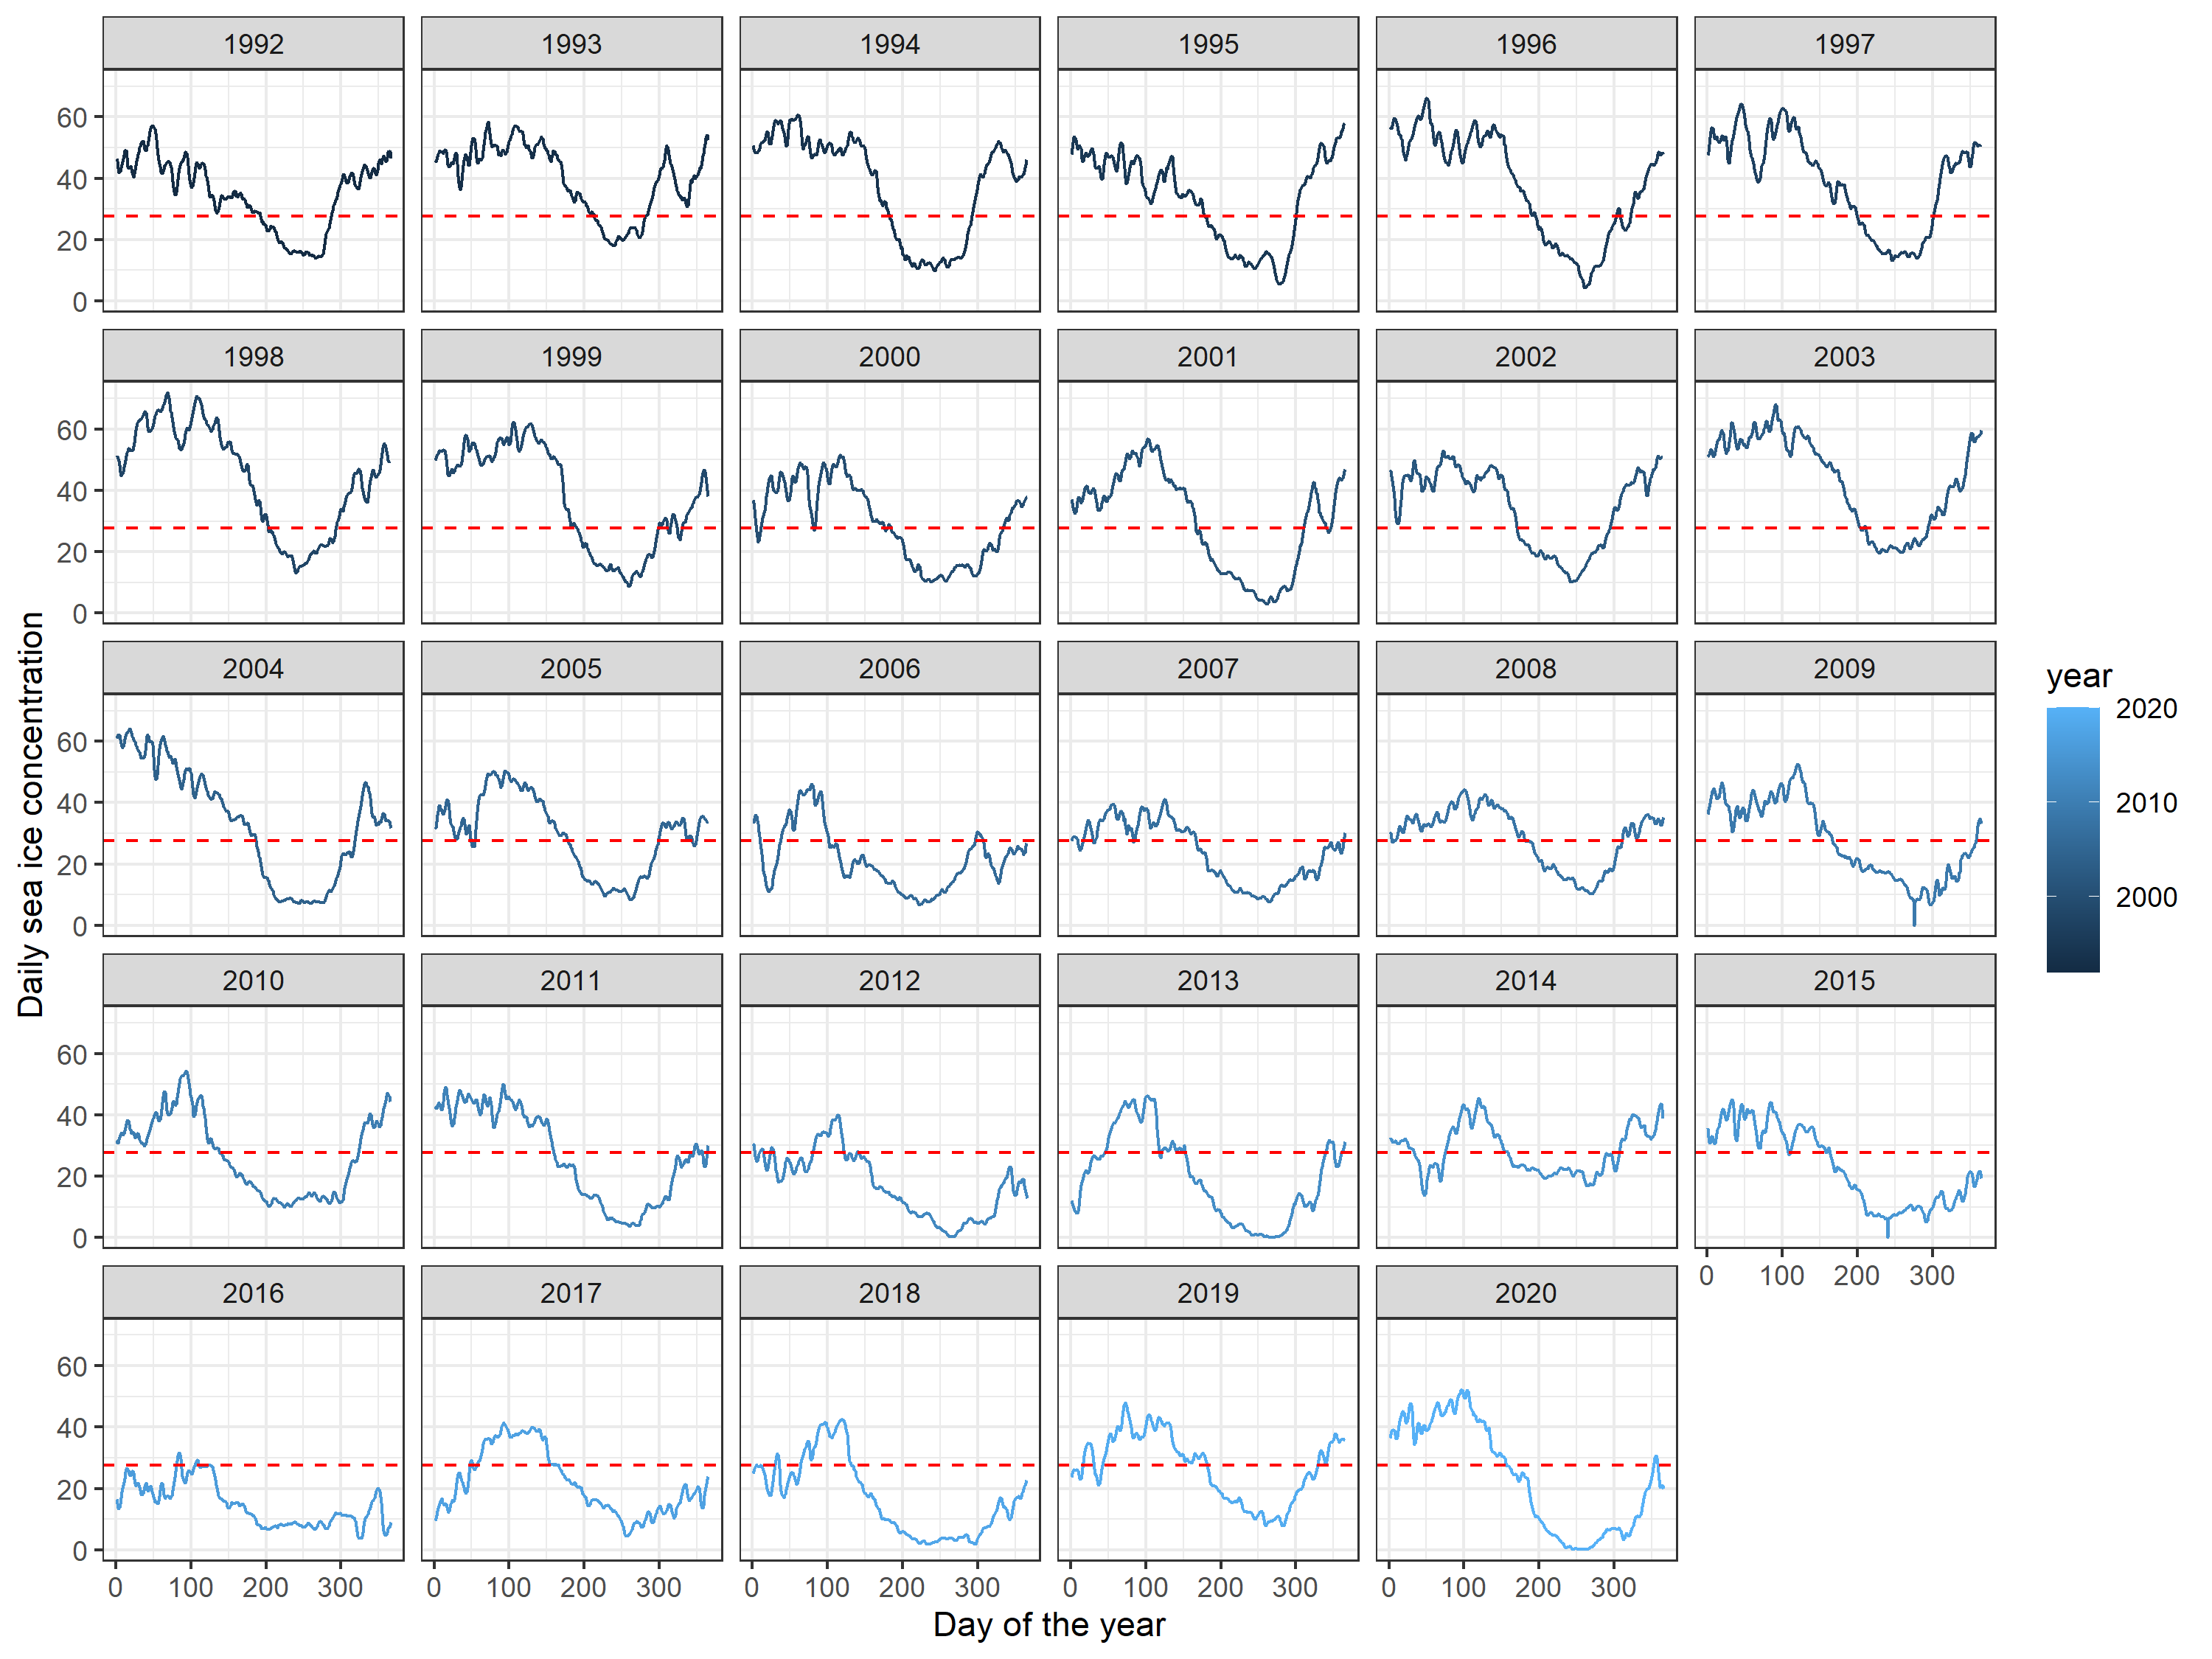 1992 1993 1994 1995 1996 1997
60
40
20
0
1998 1999 2000 2001 2002 2003
60
40
20
0
2004 2005 2006 2007 2008 2009
60
40
20
0
2010 2011 2012 2013 2014 2015
60
40
20
0
0 100 200 300
2016 2017 2018 2019 2020
60
40
20
0
0 100 200 300 0 100 200 300 0 100 200 300 0 100 200 300 0 100 200 300
Day of the year
Daily sea ice concentration
year
2020
2010
2000